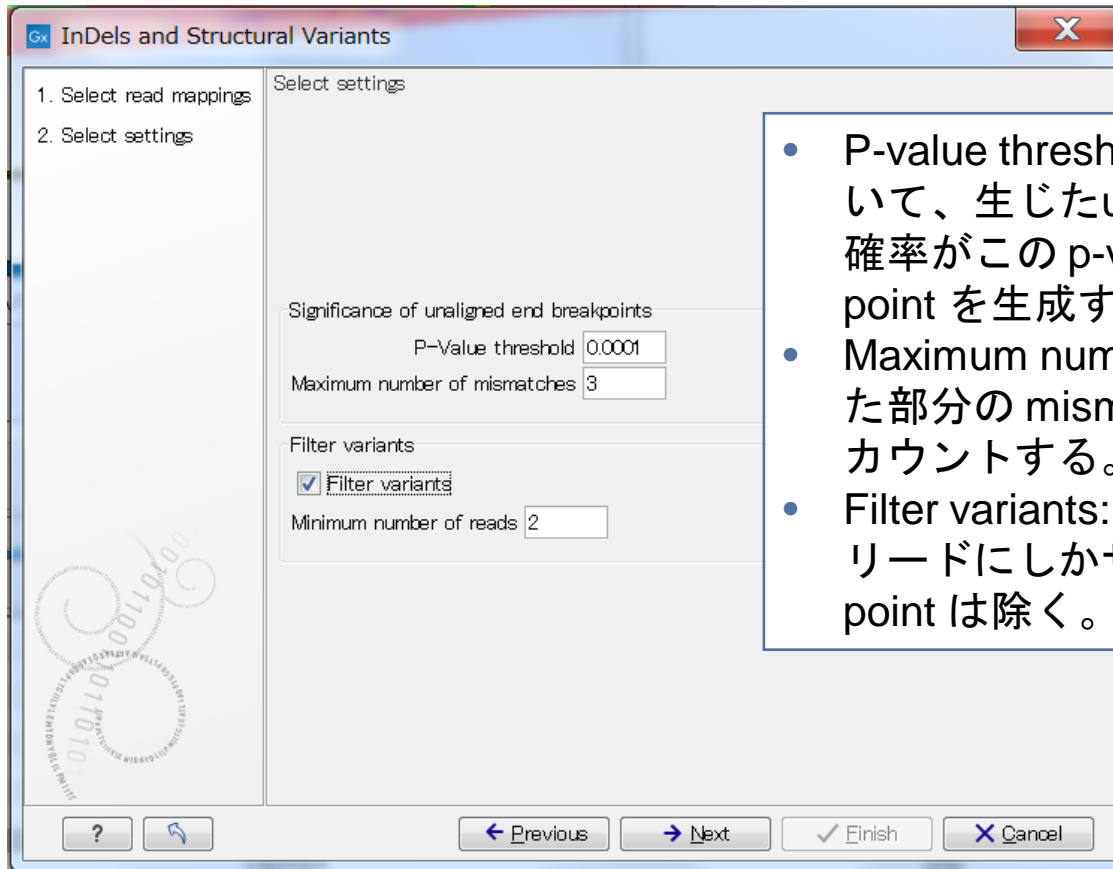 Gx InDels and Structural Variants
1. Select read mappings
2. Select settings
Select settings
Significance of unaligned end breakpoints
P-Value threshold 0.0001
Maximum number of mismatches 3
Filter variants
Filter variants
Minimum number of reads 2
• P-value thresh
いて、生じたu
確率がこの p-v
point を生成す
• Maximum num
た部分の mism
カウントする。
• Filter variants:
リードにしかせ
point は除く。
? ← Previous → Next ✓ Finish X Cancel